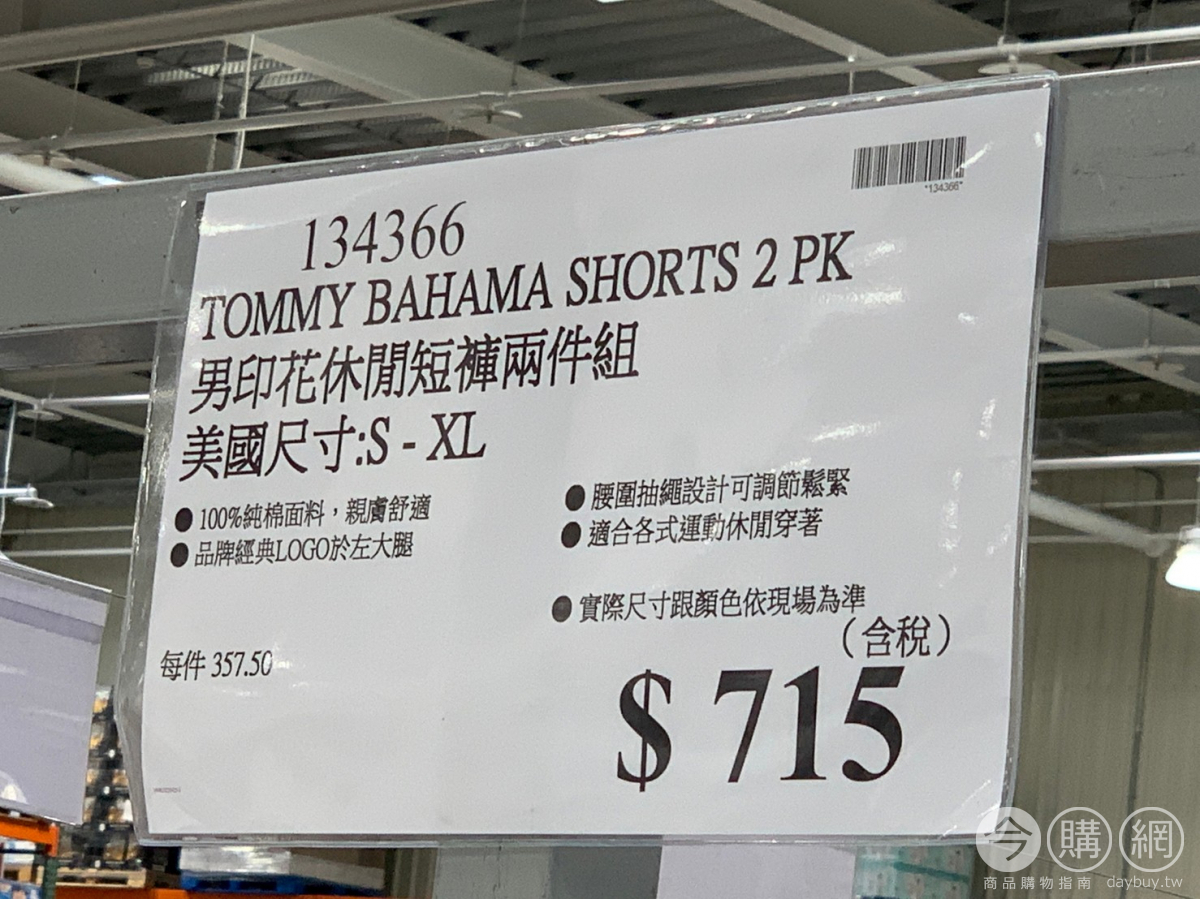 "134366"
134366
TOMMY BAHAMA SHORTS 2 PK
男印花休閒短褲兩件組
美國尺寸:S - XL
● 100%純棉面料，親膚舒適
● 品牌經典LOGO於左大腿
● 腰圍抽繩設計可調節鬆緊
● 適合各式運動休閒穿著
● 實際尺寸跟顏色依現場為準
（含稅）
每件 357.50
$ 715
今購網
商品購物指南 daybuy.tw